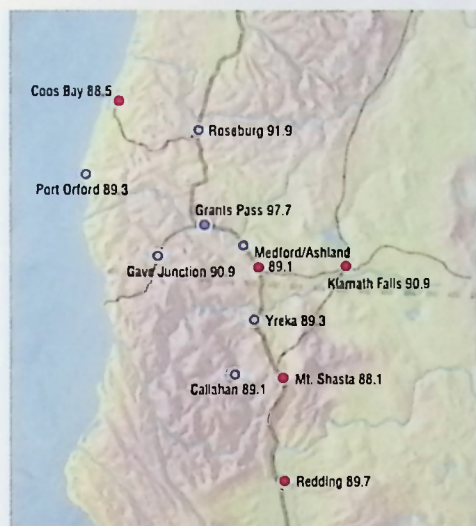 Coos Bay 88.5
Roseburg 91.9
Port Orford 89.3
Grants Pass 97.7
Medford/Ashland
89.1
Cave Junction 90.9
Klamath Falls 90.9
Yreka 89.3
Callahan 89.1
Mt. Shasta 88.1
Redding 89.7